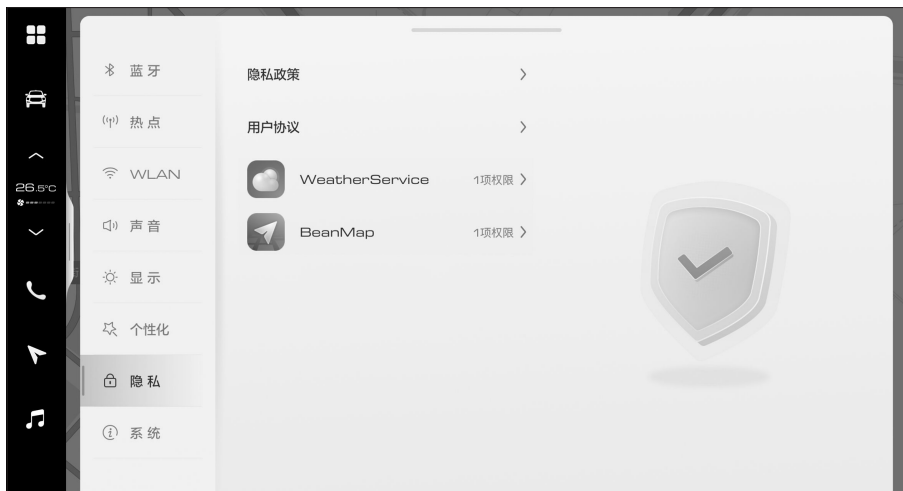 26.5°C
蓝牙
热点
WLAN
声音
显示
个性化
隐私
系统
隐私政策
用户协议
WeatherService 1项权限
BeanMap 1项权限